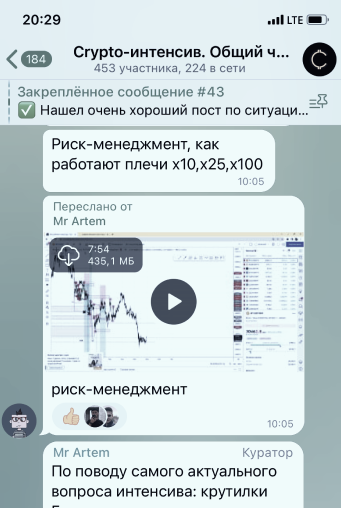 20:29
LTE
184
Crypto-интенсив. Общий ч...
453 участника, 224 в сети
Закреплённое сообщение #43
✅ Нашел очень хороший пост по ситуаци...
Риск-менеджмент, как
работают плечи х10,х25,х100
10:05
Переслано от
Mr Artem
7:54
435,1 МБ
риск-менеджмент
10:05
Mr Artem
Куратор
По поводу самого актуального
вопроса интенсива: крутилки